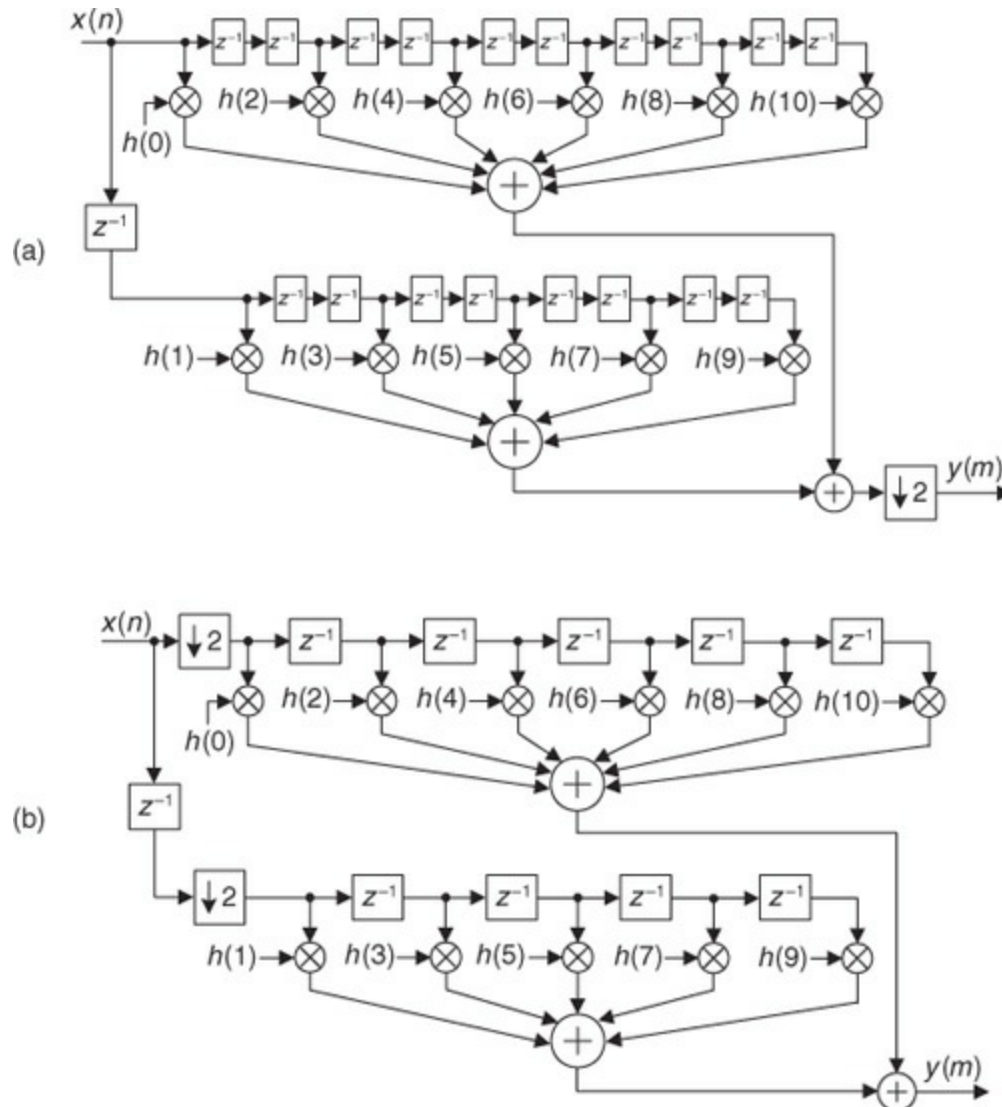 x(n)
z⁻¹ z⁻¹ z⁻¹ z⁻¹ z⁻¹ z⁻¹ z⁻¹ z⁻¹ z⁻¹ z⁻¹
h(2) h(4) h(6) h(8) h(10)
h(0)
+
z⁻¹
(a)
z⁻¹ z⁻¹ z⁻¹ z⁻¹ z⁻¹ z⁻¹ z⁻¹ z⁻¹
h(1) h(3) h(5) h(7) h(9)
+
+ ↓2 y(m)
x(n) ↓2 z⁻¹ z⁻¹ z⁻¹ z⁻¹ z⁻¹
h(2) h(4) h(6) h(8) h(10)
h(0)
+
z⁻¹
(b)
↓2 z⁻¹ z⁻¹ z⁻¹ z⁻¹
h(1) h(3) h(5) h(7) h(9)
+
+ y(m)